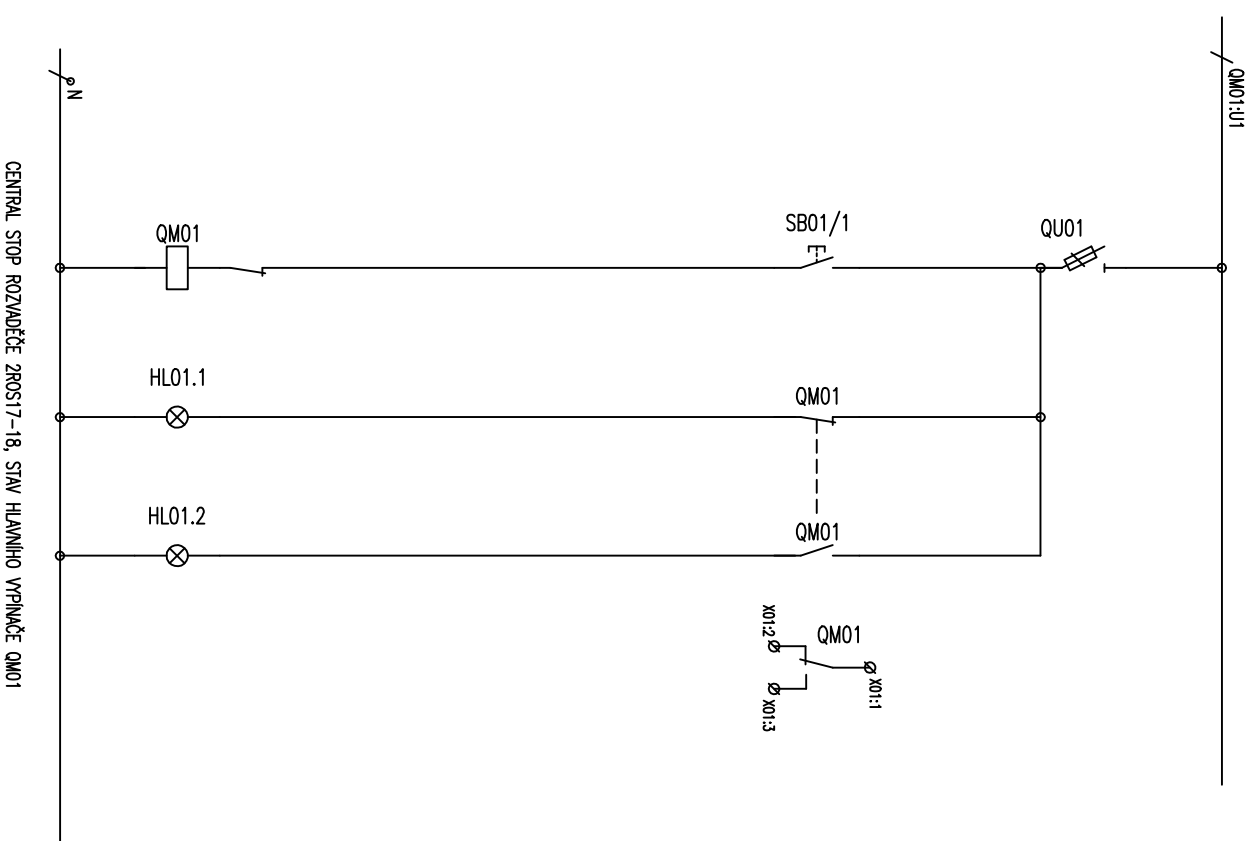 QM01:U1
N
QM01
SB01/1
QU01
HL01.1
QM01
HL01.2
QM01
QM01
X01:2
X01:1
X01:3
CENTRAL STOP ROZVADĚČE 2ROS17-18, STAV HLAVNÍHO VYPÍNAČE QM01